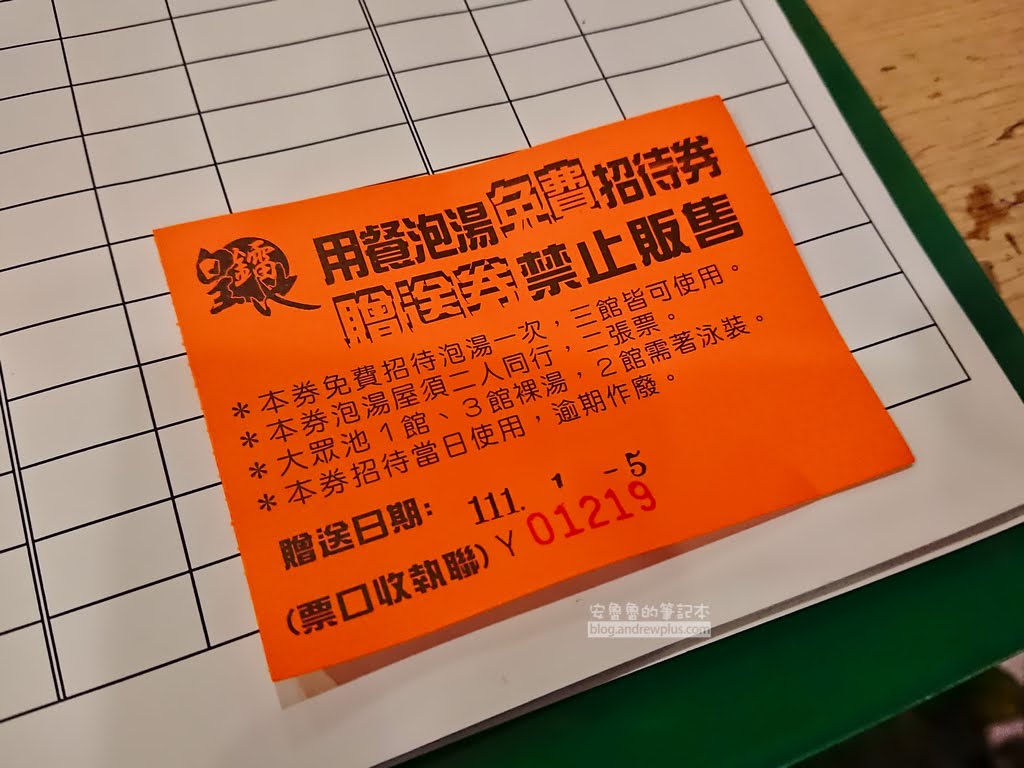 皇鐳
用餐泡湯免費招待券
贈送券禁止販售
＊本券免費招待泡湯一次，三館皆可使用。
＊本券泡湯屋須二人同行，二張票。
＊大眾池1館、3館裸湯，2館需著泳裝。
＊本券招待當日使用，逾期作廢。
贈送日期: 111. 1 -5
(票口收執聯) Y 01219
安魯魯的筆記本
blog.andrewplus.com